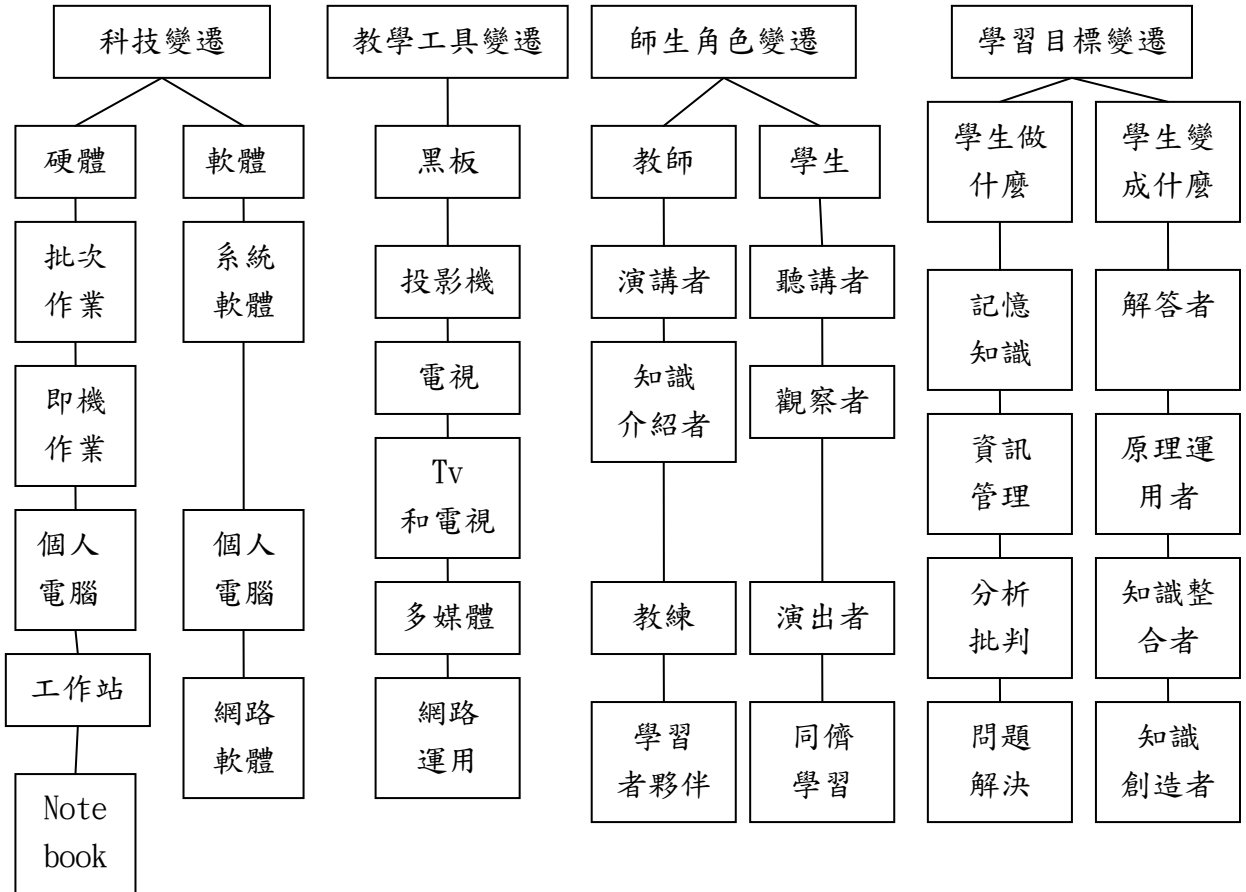 科技變遷
硬體
批次
作業
即機
作業
個人
電腦
工作站
Note
book
軟體
系統
軟體
個人
電腦
網路
軟體
教學工具變遷
黑板
投影機
電視
Tv
和電視
多媒體
網路
運用
師生角色變遷
教師
演講者
知識
介紹者
教練
學習
者夥伴
學生
聽講者
觀察者
演出者
同儕
學習
學習目標變遷
學生做
什麼
記憶
知識
資訊
管理
分析
批判
問題
解決
學生變
成什麼
解答者
原理運
用者
知識整
合者
知識
創造者